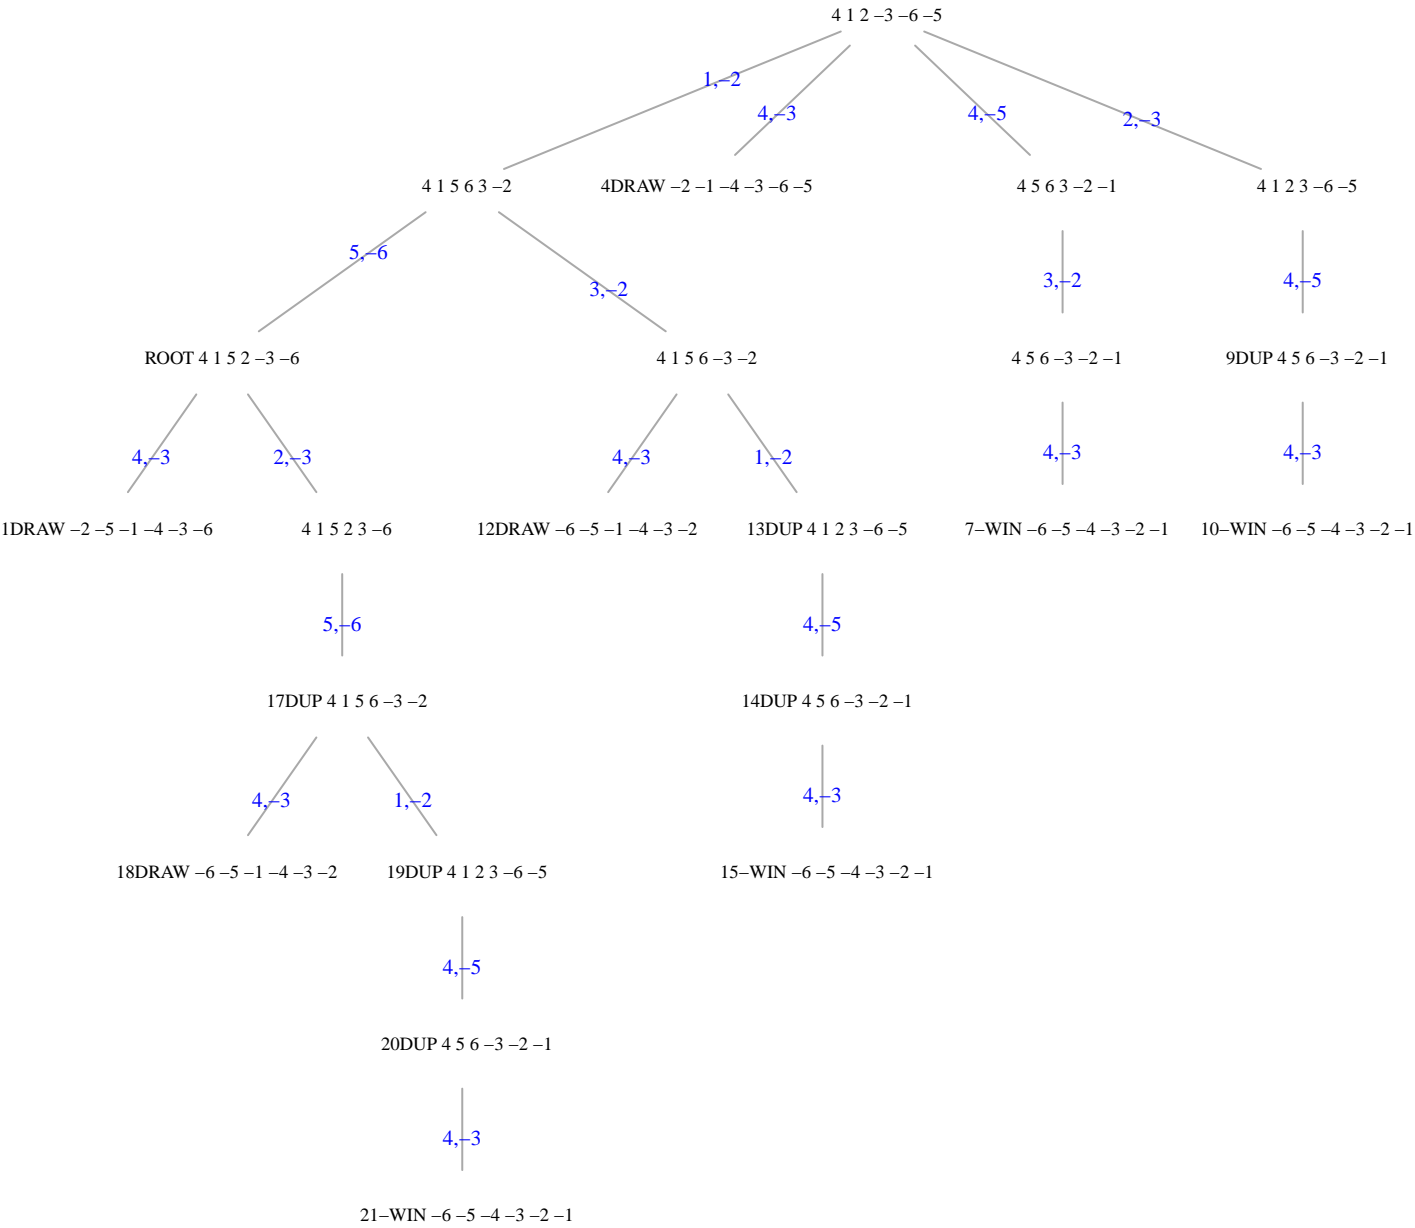 4 1 2 –3 –6 –5
1,–2
4,–3
4,–5
2,–3
4 1 5 6 3 –2
4DRAW –2 –1 –4 –3 –6 –5
4 5 6 3 –2 –1
4 1 2 3 –6 –5
5,–6
3,–2
3,–2
4,–5
ROOT 4 1 5 2 –3 –6
4 1 5 6 –3 –2
4 5 6 –3 –2 –1
9DUP 4 5 6 –3 –2 –1
4,–3
2,–3
4,–3
1,–2
4,–3
4,–3
1DRAW –2 –5 –1 –4 –3 –6
4 1 5 2 3 –6
12DRAW –6 –5 –1 –4 –3 –2
13DUP 4 1 2 3 –6 –5
7–WIN –6 –5 –4 –3 –2 –1
10–WIN –6 –5 –4 –3 –2 –1
5,–6
4,–5
17DUP 4 1 5 6 –3 –2
14DUP 4 5 6 –3 –2 –1
4,–3
1,–2
4,–3
18DRAW –6 –5 –1 –4 –3 –2
19DUP 4 1 2 3 –6 –5
15–WIN –6 –5 –4 –3 –2 –1
4,–5
20DUP 4 5 6 –3 –2 –1
4,–3
21–WIN –6 –5 –4 –3 –2 –1